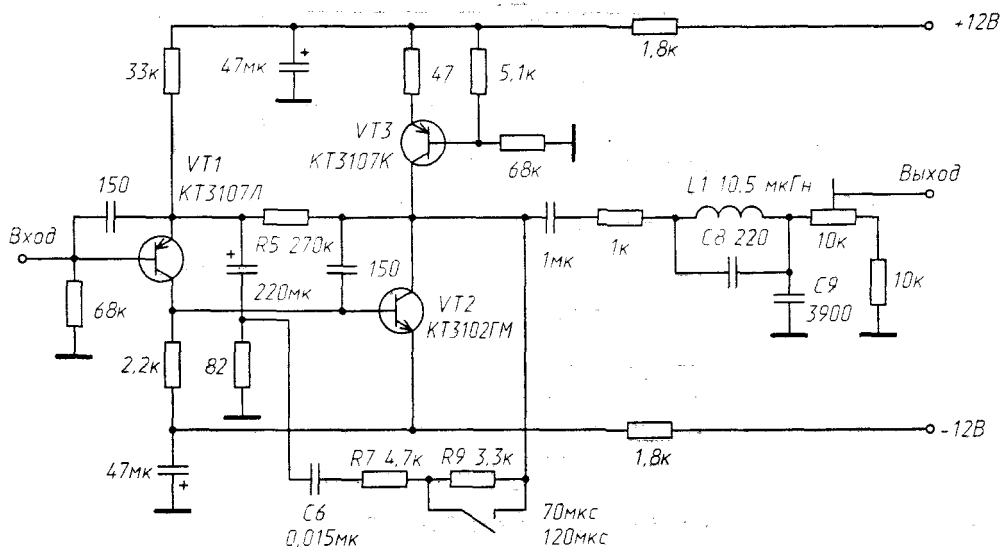 +12В
1,8к
33к
47мк
+
47
5,1к
VT3
КТ3107К
68к
VT1
КТ3107Л
150
Вход
R5 270к
+
220мк
150
1мк
1к
L1 10.5 мкГн
C8 220
Выход
10к
10к
C9
3900
VT2
КТ3102ГМ
68к
2,2к
82
-12В
1,8к
47мк
+
R7 4,7к
R9 3,3к
C6
0,015мк
70мкс
120мкс